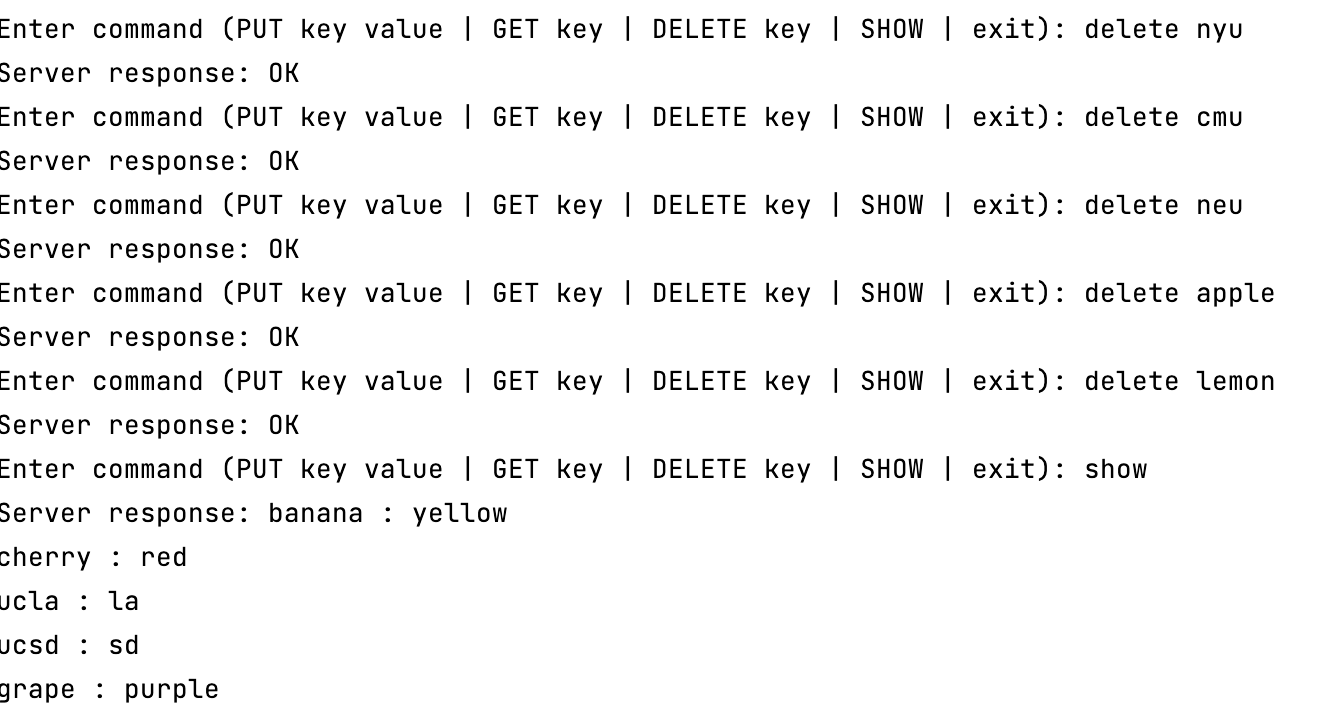 Enter command (PUT key value | GET key | DELETE key | SHOW | exit): delete nyu
Server response: OK
Enter command (PUT key value | GET key | DELETE key | SHOW | exit): delete cmu
Server response: OK
Enter command (PUT key value | GET key | DELETE key | SHOW | exit): delete neu
Server response: OK
Enter command (PUT key value | GET key | DELETE key | SHOW | exit): delete apple
Server response: OK
Enter command (PUT key value | GET key | DELETE key | SHOW | exit): delete lemon
Server response: OK
Enter command (PUT key value | GET key | DELETE key | SHOW | exit): show
Server response: banana : yellow
cherry : red
ucla : la
ucsd : sd
grape : purple